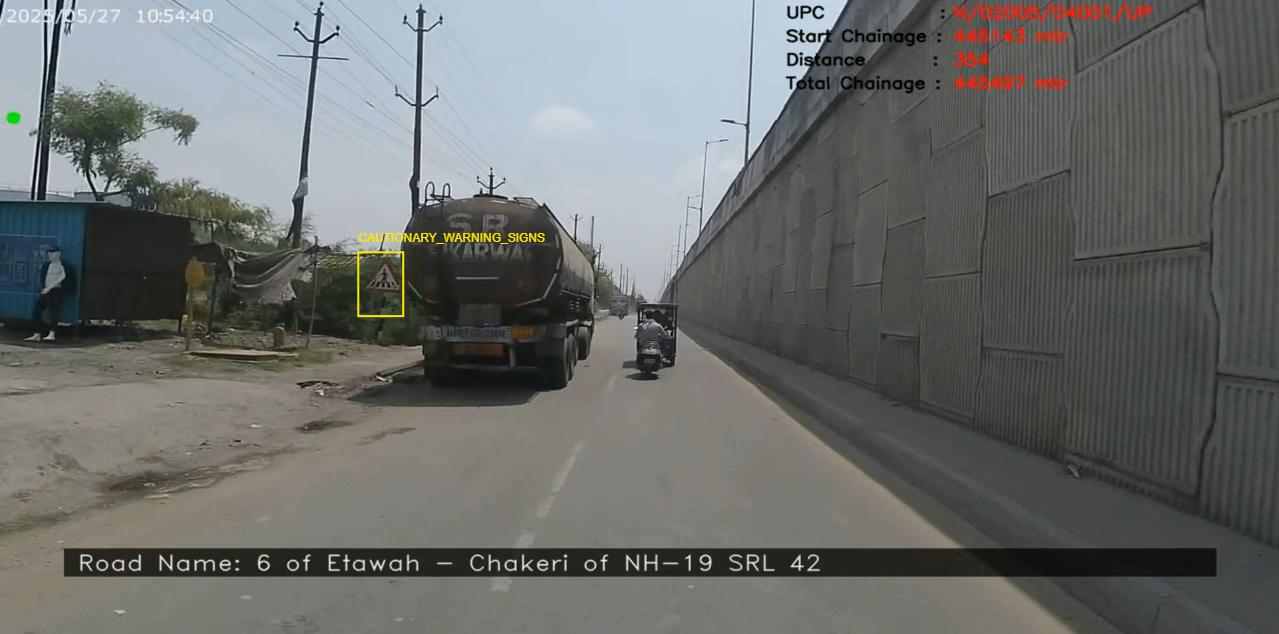 2025/05/27 10:54:40
UPC : N/02005/04001/UP
Start Chainage : 445143 mtr
Distance : 354
Total Chainage : 445497 mtr
CAUTIONARY_WARNING_SIGNS
S R
Road Name: 6 of Etawah - Chakeri of NH-19 SRL 42